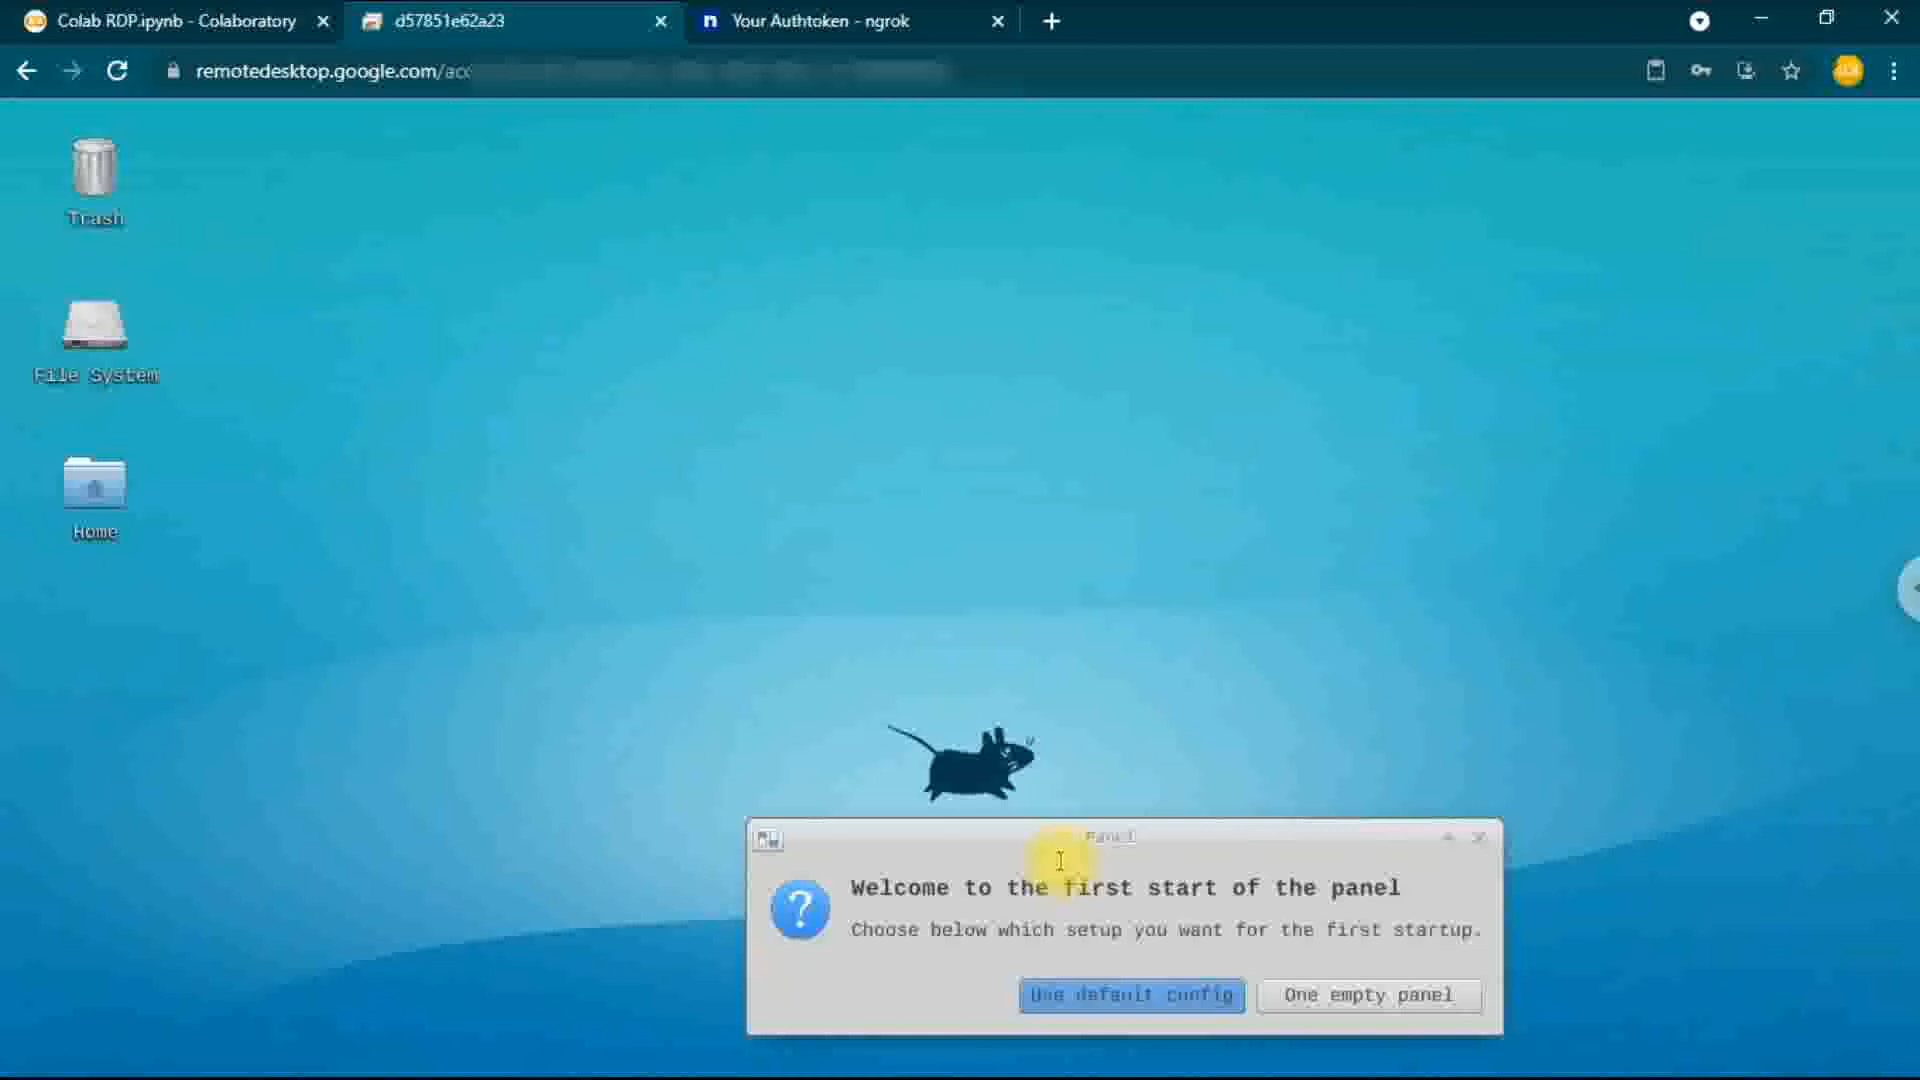 Colab RDP.ipynb - Colaboratory
d57851e62a23
Your Authtoken - ngrok
remotedesktop.google.com/acc
Trash
File System
Home
Panel
Welcome to the first start of the panel
Choose below which setup you want for the first startup.
Use default config
One empty panel